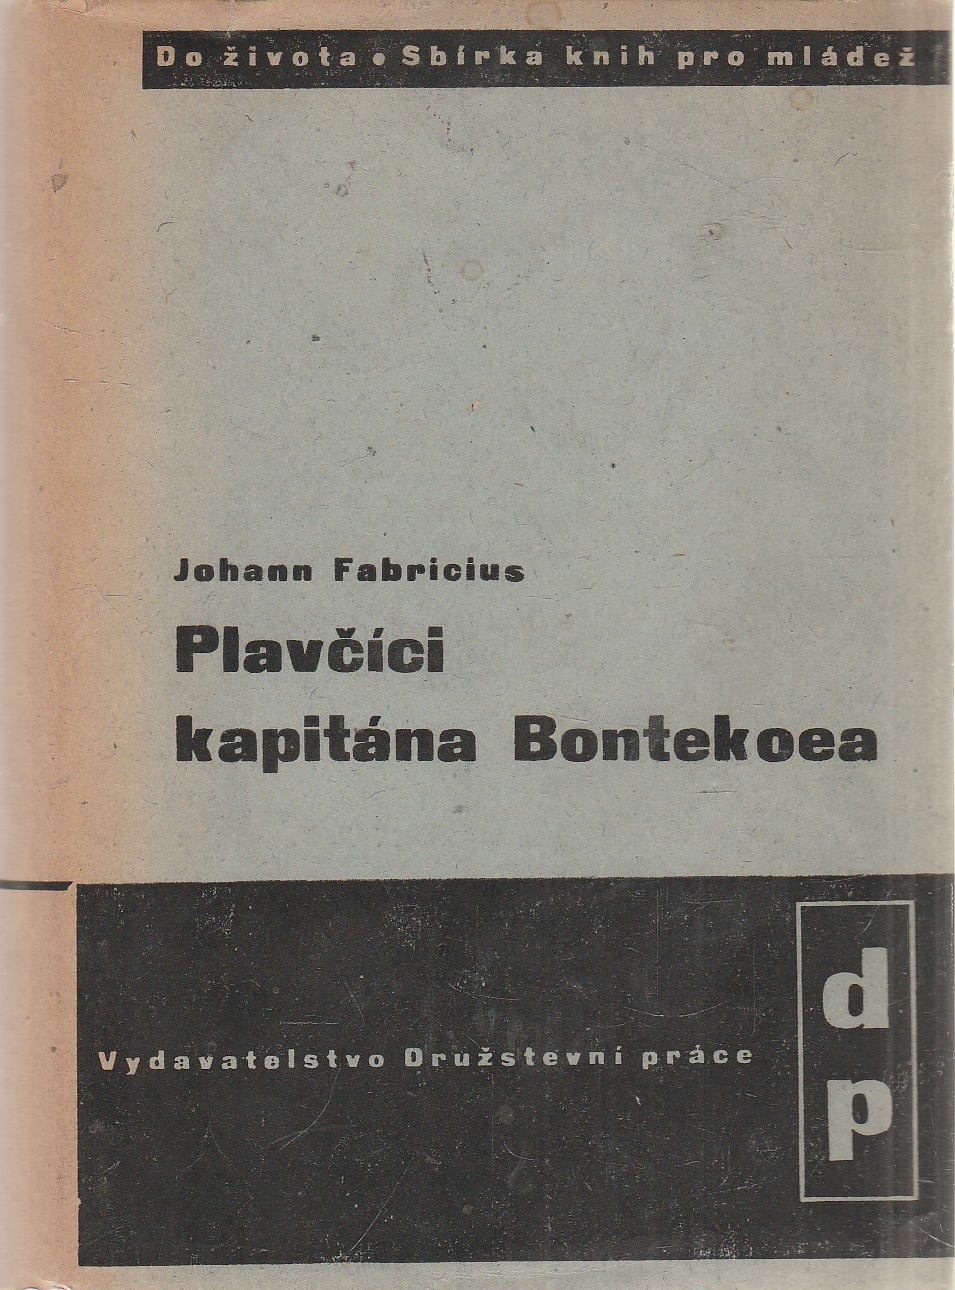 Do života • Sbírka knih pro mládež
Johann Fabricius
Plavčíci
kapitána Bontekoea
Vydavatelstvo Družstevní práce
d
p